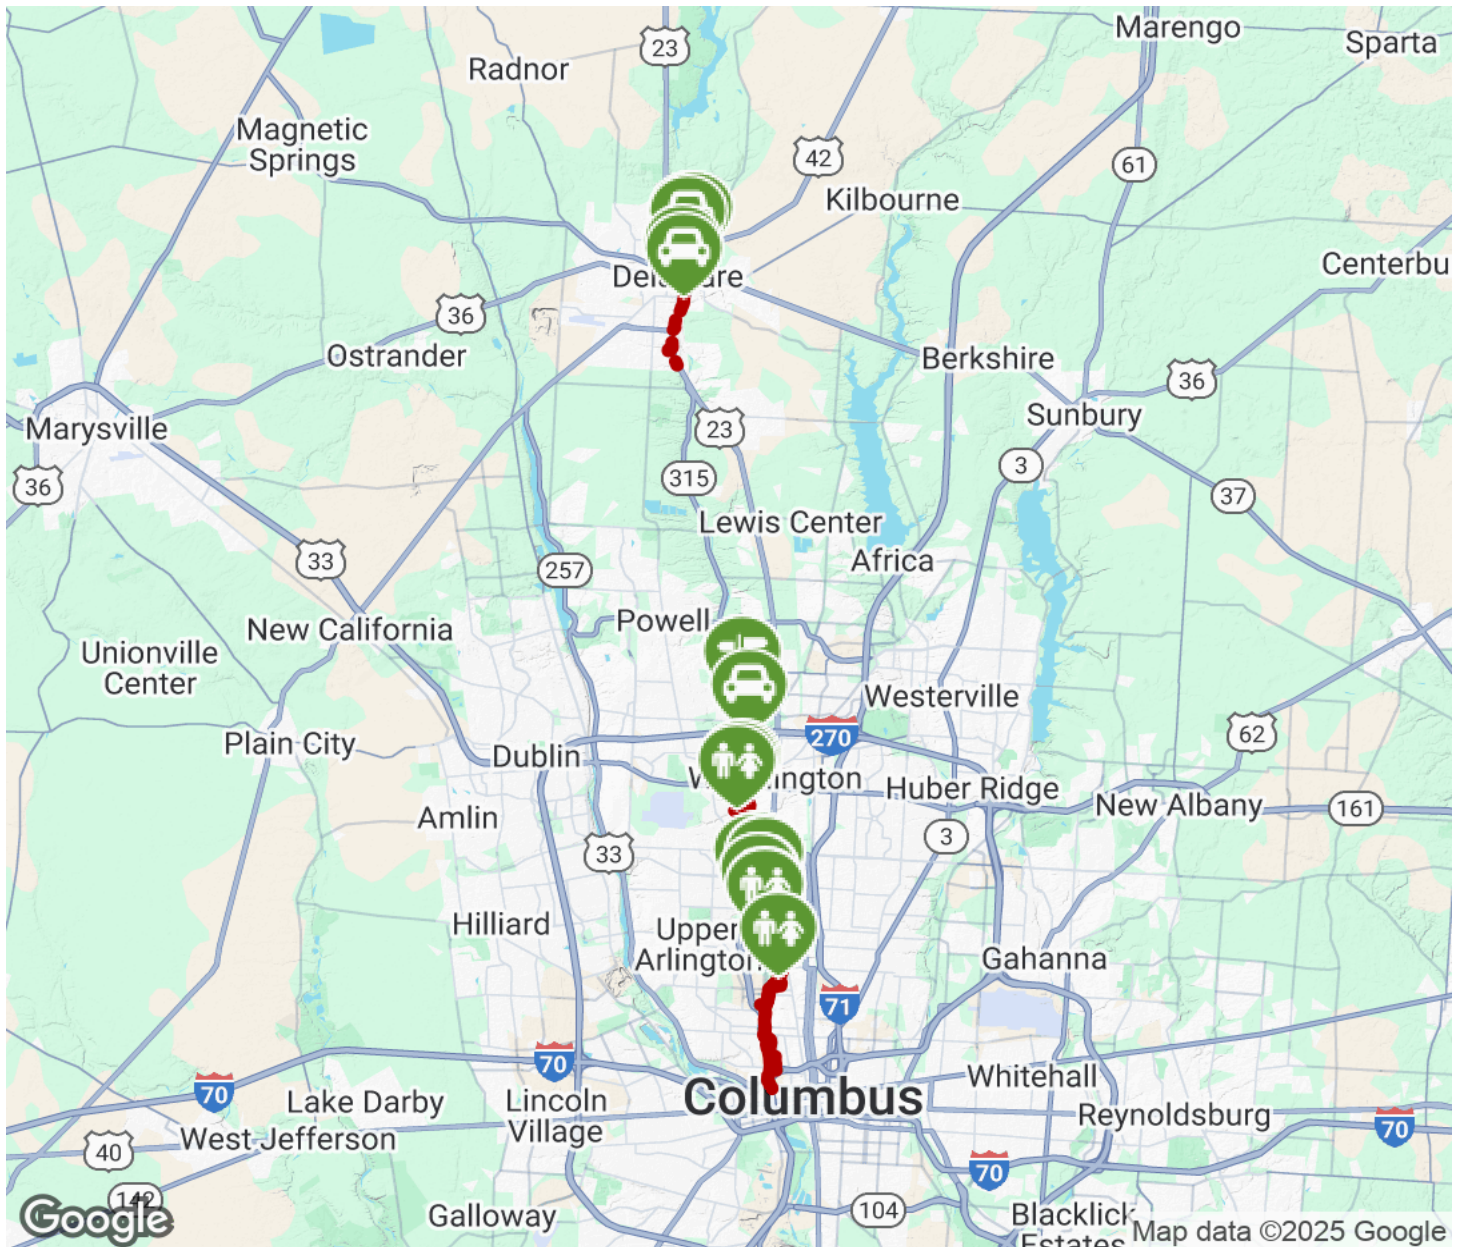 Marengo
Sparta
23
Radnor
Magnetic
Springs
42
61
Kilbourne
Centerbu
36
Ostrander
Berkshire
36
Sunbury
Marysville
23
3
36
315
37
Lewis Center
33
257
Africa
Powell
New California
Unionville
Center
Westerville
62
270
Plain City
Dublin
Huber Ridge
New Albany
161
Amlin
3
33
Hilliard
Upper
Arlington
Gahanna
71
70
70
Columbus
Whitehall
Lake Darby
Lincoln
Village
Reynoldsburg
70
West Jefferson
40
70
142
104
Galloway
Blacklick
Estates
Google
Map data ©2025 Google